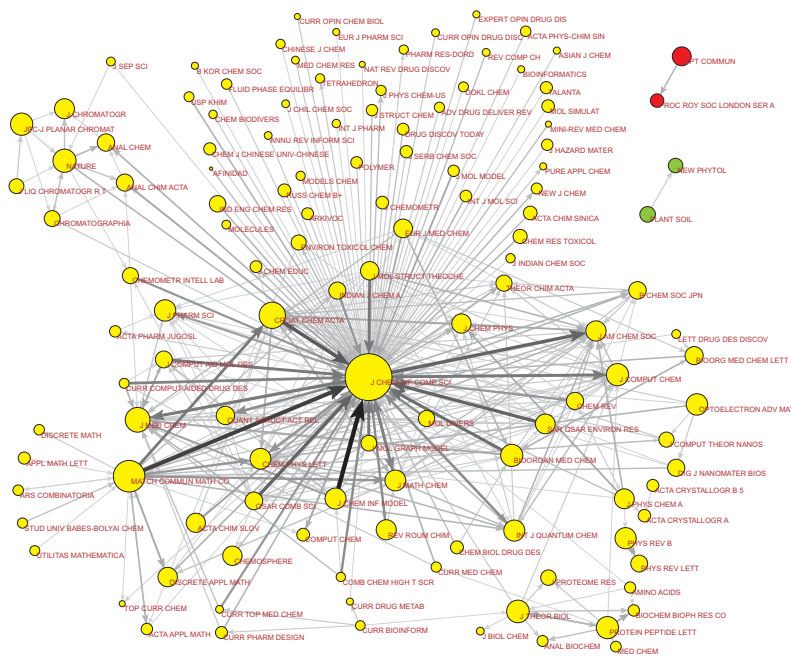 CURR OPIN CHEM BIOL
EXPERT OPIN DRUG DIS
EUR J PHARM SCI
CURR OPIN DRUG DISC
ACTA PHYS-CHIM SIN
CHINESE J CHEM
PHARM RES-DORD
REV COMP CH
ASIAN J CHEM
OPT COMMUN
J SEP SCI
B KOR CHEM SOC
MED CHEM RES
NAT REV DRUG DISCOV
BIOINFORMATICS
FLUID PHASE EQUILIBR
TETRAHEDRON
J PHYS CHEM-US
DOKL CHEM
TALANTA
USP KHIM
J CHIL CHEM SOC
J STRUCT CHEM
ADV DRUG DELIVER REV
MOL SIMULAT
PROC ROY SOC LONDON SER A
J CHROMATOGR
CHEM BIODIVERS
JPC-J PLANAR CHROMAT
INT J PHARM
DRUG DISCOV TODAY
MINI-REV MED CHEM
ANAL CHEM
ANNU REV INFORM SCI
J HAZARD MATER
CHEM J CHINESE UNIV-CHINESE
J SERB CHEM SOC
NATURE
AFINIDAD
POLYMER
J MOL MODEL
PURE APPL CHEM
NEW PHYTOL
J LIQ CHROMATOGR R T
ANAL CHIM ACTA
MODELS CHEM
RUSS CHEM B+
INT J MOL SCI
NEW J CHEM
IND ENG CHEM RES
J CHEMOMETR
ARKIVOC
ACTA CHIM SINICA
PLANT SOIL
CHROMATOGRAPHIA
MOLECULES
EUR J MED CHEM
ENVIRON TOXICOL CHEM
CHEM RES TOXICOL
J INDIAN CHEM SOC
J CHEM EDUC
J MOL STRUCT THEOCHE
CHEMOMETR INTELL LAB
THEOR CHIM ACTA
INDIAN J CHEM A
B CHEM SOC JPN
J PHARM SCI
CROAT CHEM ACTA
J CHEM PHYS
J AM CHEM SOC
ACTA PHARM JUGOSL
LETT DRUG DES DISCOV
J COMPUT AID MOL DES
BIOORG MED CHEM LETT
J CHEM INF COMP SCI
J COMPUT CHEM
CURR COMPUT-AIDED DRUG DES
CHEM REV
OPTOELECTRON ADV MAT
J MED CHEM
QUANT STRUCT-ACT REL
MOL DIVERS
SAR QSAR ENVIRON RES
DISCRETE MATH
J MOL GRAPH MODEL
COMPUT THEOR NANOS
APPL MATH LETT
CHEM PHYS LETT
BIOORGAN MED CHEM
DIG J NANOMATER BIOS
MATCH COMMUN MATH CO
J MATH CHEM
ARS COMBINATORIA
QSAR COMB SCI
J CHEM INF MODEL
J PHYS CHEM A
ACTA CRYSTALLOGR B 5
STUD UNIV BABES-BOLYAI CHEM
ACTA CHIM SLOV
J COMPUT CHEM
REV ROUM CHIM
INT J QUANTUM CHEM
ACTA CRYSTALLOGR A
PHYS REV B
UTILITAS MATHEMATICA
CHEMOSPHERE
CHEM BIOL DRUG DES
PHYS REV LETT
DISCRETE APPL MATH
COMB CHEM HIGH T SCR
CURR MED CHEM
J PROTEOME RES
AMINO ACIDS
TOP CURR CHEM
CURR TOP MED CHEM
CURR DRUG METAB
J THEOR BIOL
BIOCHEM BIOPH RES CO
ACTA APPL MATH
CURR PHARM DESIGN
CURR BIOINFORM
J BIOL CHEM
PROTEIN PEPTIDE LETT
ANAL BIOCHEM
MED CHEM